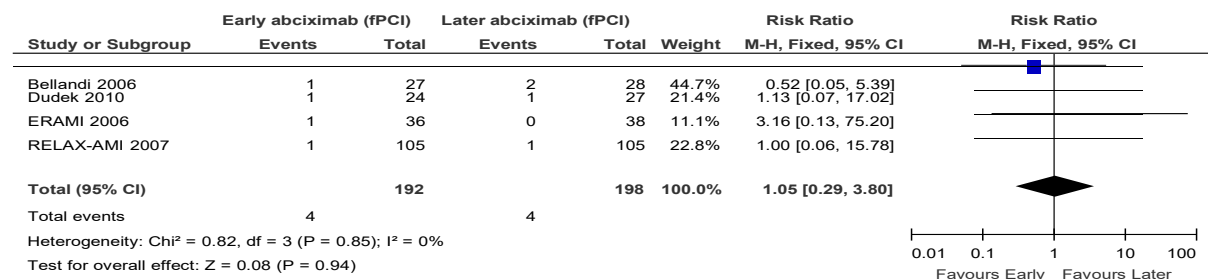 Early abciximab (fPCI) Later abciximab (fPCI) Risk Ratio Risk Ratio
Study or Subgroup Events Total Events Total Weight M-H, Fixed, 95% CI M-H, Fixed, 95% CI
Bellandi 2006 1 27 2 28 44.7% 0.52 [0.05, 5.39]
Dudek 2010 1 24 1 27 21.4% 1.13 [0.07, 17.02]
ERAMI 2006 1 36 0 38 11.1% 3.16 [0.13, 75.20]
RELAX-AMI 2007 1 105 1 105 22.8% 1.00 [0.06, 15.78]
Total (95% CI) 192 198 100.0% 1.05 [0.29, 3.80]
Total events 4 4
Heterogeneity: Chi² = 0.82, df = 3 (P = 0.85); I² = 0%
Test for overall effect: Z = 0.08 (P = 0.94)
0.01 0.1 1 10 100
Favours Early Favours Later